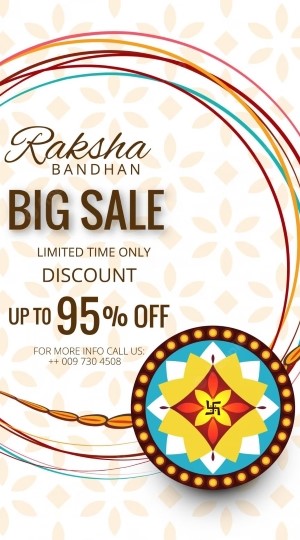 Raksha
BANDHAN
BIG SALE
LIMITED TIME ONLY
DISCOUNT
UP TO 95% OFF
FOR MORE INFO CALL US:
++ 009 730 4508